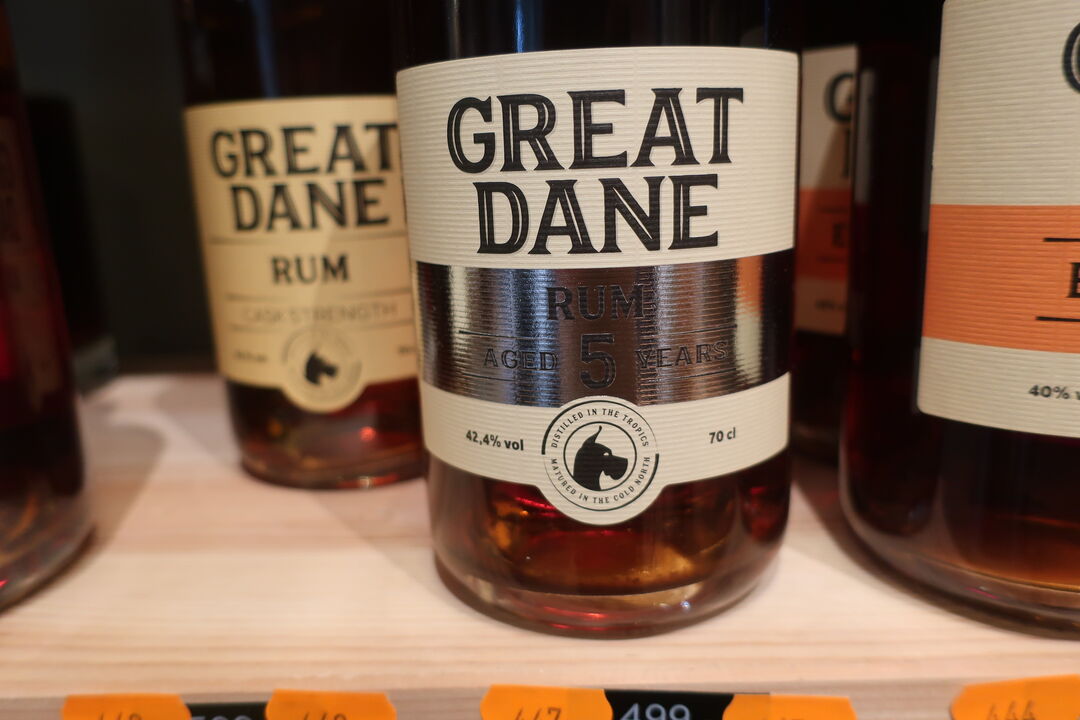 GREAT
DANE
RUM
CASK STRENGTH
GREAT
DANE
RUM
AGED 5 YEARS
42,4% vol
70 cl
DISTILLED IN THE TROPICS
MATURED IN THE COLD NORTH
40%
499